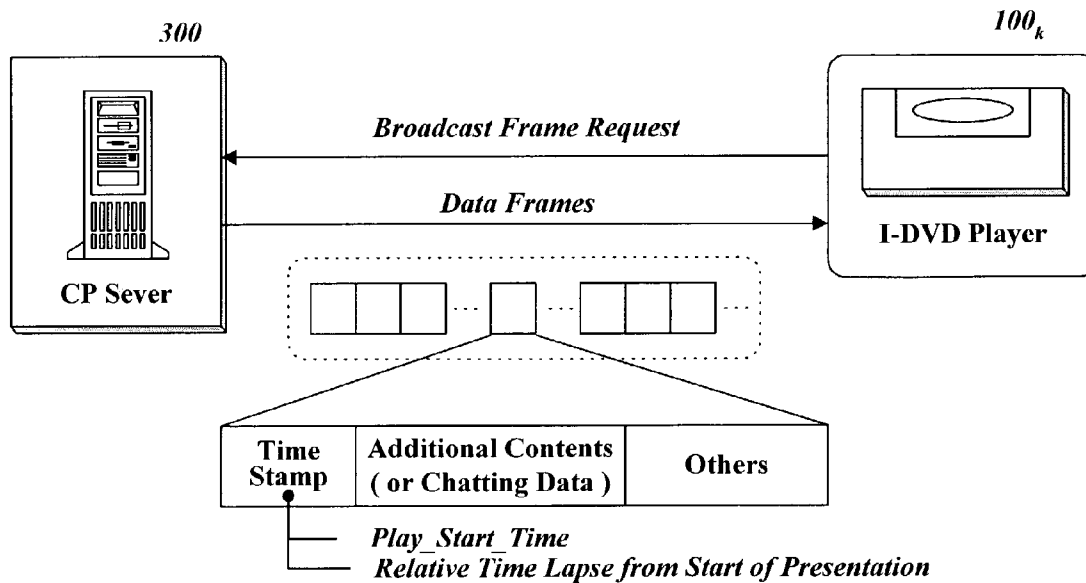 300
100k
Broadcast Frame Request
Data Frames
I-DVD Player
CP Sever
Time
Stamp
Additional Contents
( or Chatting Data )
Others
Play_Start_Time
Relative Time Lapse from Start of Presentation